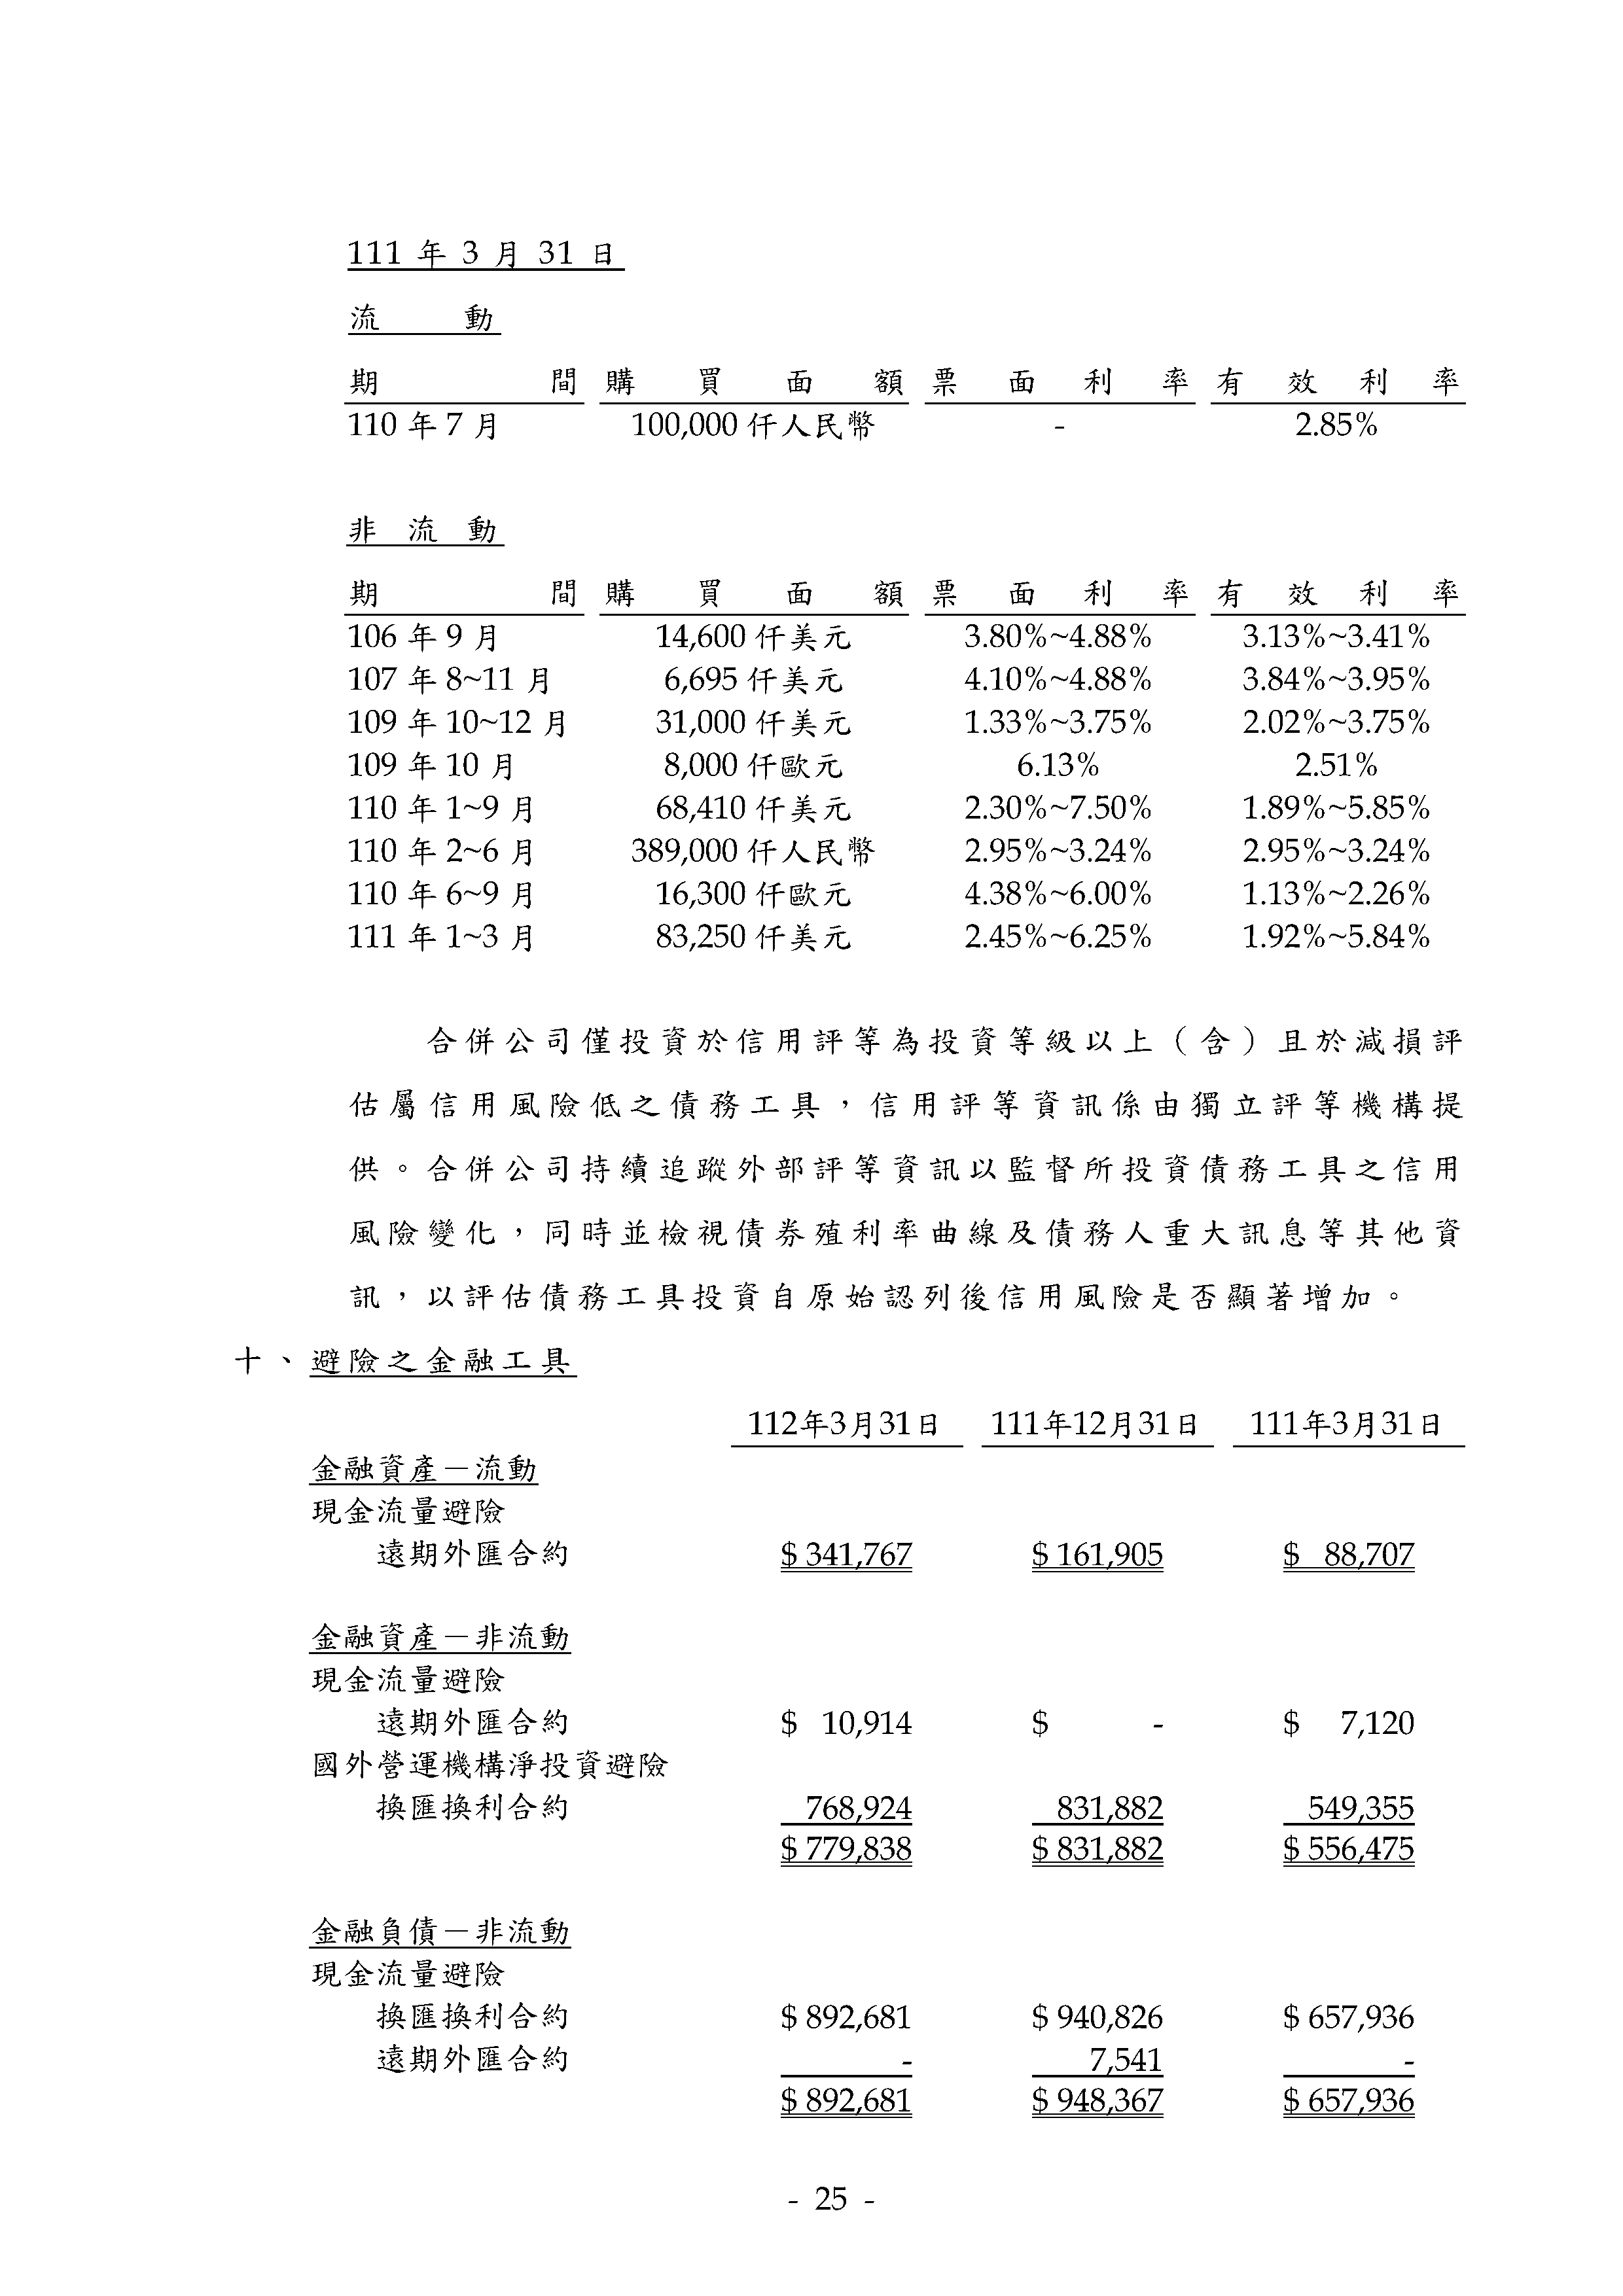 111 年 3 月 31 日
流 動
期 間 購 買 面 額 票 面 利 率 有 效 利 率
110 年 7 月 100,000 仟人民幣 - 2.85%
非 流 動
期 間 購 買 面 額 票 面 利 率 有 效 利 率
106 年 9 月 14,600 仟美元 3.80%~4.88% 3.13%~3.41%
107 年 8~11 月 6,695 仟美元 4.10%~4.88% 3.84%~3.95%
109 年 10~12 月 31,000 仟美元 1.33%~3.75% 2.02%~3.75%
109 年 10 月 8,000 仟歐元 6.13% 2.51%
110 年 1~9 月 68,410 仟美元 2.30%~7.50% 1.89%~5.85%
110 年 2~6 月 389,000 仟人民幣 2.95%~3.24% 2.95%~3.24%
110 年 6~9 月 16,300 仟歐元 4.38%~6.00% 1.13%~2.26%
111 年 1~3 月 83,250 仟美元 2.45%~6.25% 1.92%~5.84%
合併公司僅投資於信用評等為投資等級以上（含）且於減損評
估屬信用風險低之債務工具，信用評等資訊係由獨立評等機構提
供。合併公司持續追蹤外部評等資訊以監督所投資債務工具之信用
風險變化，同時並檢視債券殖利率曲線及債務人重大訊息等其他資
訊，以評估債務工具投資自原始認列後信用風險是否顯著增加。
十、避險之金融工具
112年3月31日 111年12月31日 111年3月31日
金融資產－流動
現金流量避險
遠期外匯合約 $ 341,767 $ 161,905 $ 88,707
金融資產－非流動
現金流量避險
遠期外匯合約 $ 10,914 $ - $ 7,120
國外營運機構淨投資避險
換匯換利合約 768,924 831,882 549,355
$ 779,838 $ 831,882 $ 556,475
金融負債－非流動
現金流量避險
換匯換利合約 $ 892,681 $ 940,826 $ 657,936
遠期外匯合約 - 7,541 -
$ 892,681 $ 948,367 $ 657,936
- 25 -